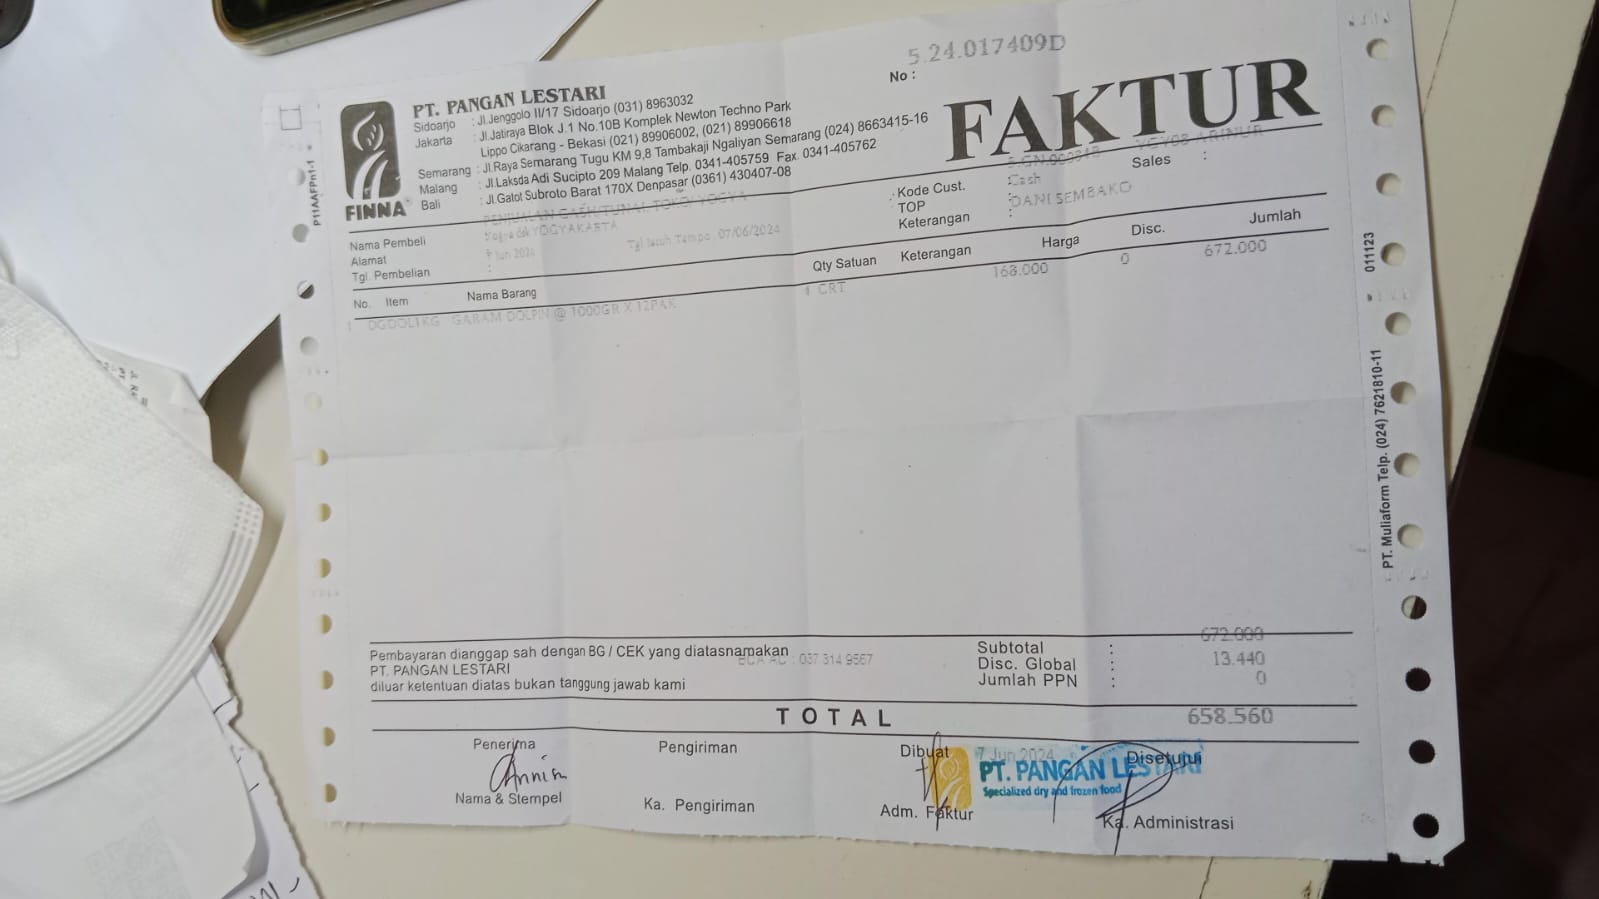 5.24.017409D
No :
FAKTUR
FINNA
PT. PANGAN LESTARI
Sidoarjo : Jl.Jenggolo II/17 Sidoarjo (031) 8963032
Jakarta : Jl.Jatiraya Blok J.1 No.10B Komplek Newton Techno Park
Lippo Cikarang - Bekasi (021) 89906002, (021) 89906618
Semarang : Jl.Raya Semarang Tugu KM 9,8 Tambakaji Ngaliyan Semarang (024) 8663415-16
Malang : Jl.Laksda Adi Sucipto 209 Malang Telp. 0341-405759 Fax. 0341-405762
Bali : Jl.Gatot Subroto Barat 170X Denpasar (0361) 430407-08
Nama Pembeli PENJUALAN CASH/TUNAI, TOKO/ YOGYA
Alamat YOGYAKARTA
Tgl. Pembelian : 7 Jun 2024 Tgl Jatuh Tempo, 07/06/2024
Kode Cust. : Sales :
TOP : Cash
Keterangan : DANI SEMBAKO
No. Item Nama Barang Qty Satuan Keterangan Harga Disc. Jumlah
1 DGDOL1KG GARAM DOLPIN @ 1000GR X 12PAK 4 CRT 168.000 0 672.000
Pembayaran dianggap sah dengan BG / CEK yang diatasnamakan
PT. PANGAN LESTARI BCA AC : 037 314 9567
diluar ketentuan diatas bukan tanggung jawab kami
Subtotal : 672.000
Disc. Global : 13.440
Jumlah PPN : 0
TOTAL 658.560
Penerima Pengiriman Dibuat 7 Jun 2024 Disetujui
Annisa
PT. PANGAN LESTARI
Specialized dry and frozen food
Nama & Stempel Ka. Pengiriman Adm. Faktur Ka. Administrasi
P11AAFPn1-1
011123
PT. Muliaform Telp. (024) 7621810-11